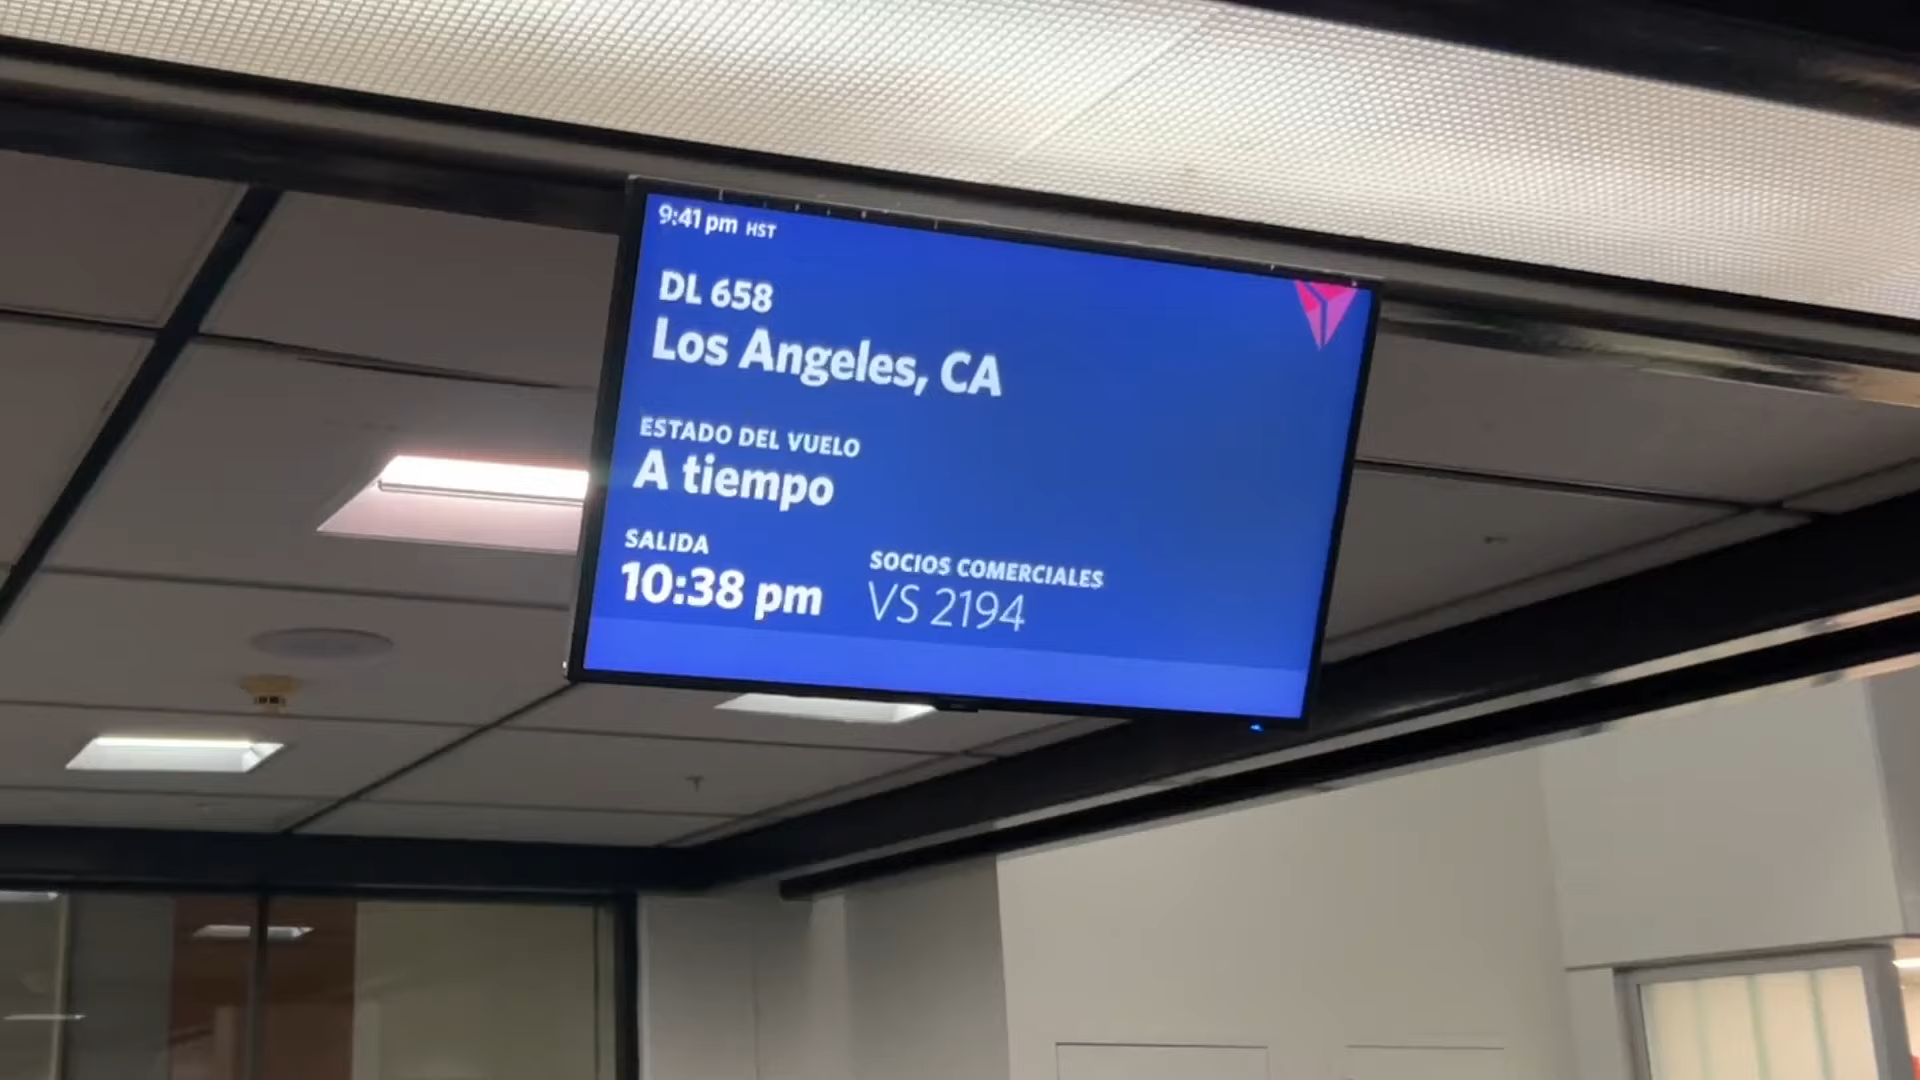 9:41 pm HST
DL 658
Los Angeles, CA
ESTADO DEL VUELO
A tiempo
SALIDA
10:38 pm
SOCIOS COMERCIALES
VS 2194